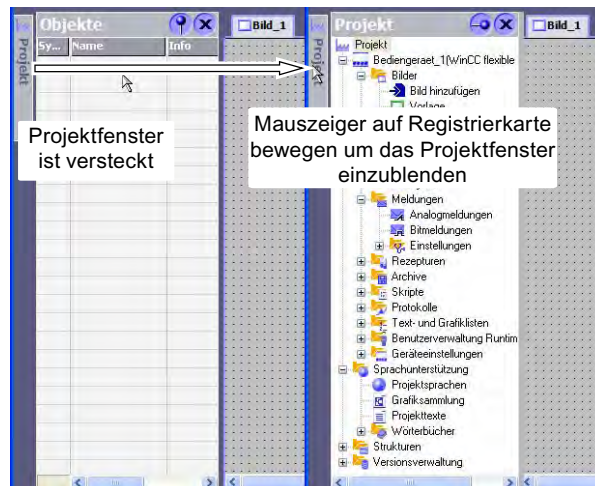 Objekte
Bild_1
Projekt
Sy...
Name
Info
Projektfenster
ist versteckt
Projekt
Bild_1
Projekt
Projekt
Bediengeraet_1(WinCC flexible
Bilder
Bild hinzufügen
Vorlage
Mauszeiger auf Registrierkarte
bewegen um das Projektfenster
einzublenden
Meldungen
Analogmeldungen
Bitmeldungen
Einstellungen
Rezepturen
Archive
Skripte
Protokolle
Text- und Grafiklisten
Benutzerverwaltung Runtim
Geräteeinstellungen
Sprachunterstützung
Projektsprachen
Grafiksammlung
Projekttexte
Wörterbücher
Strukturen
Versionsverwaltung